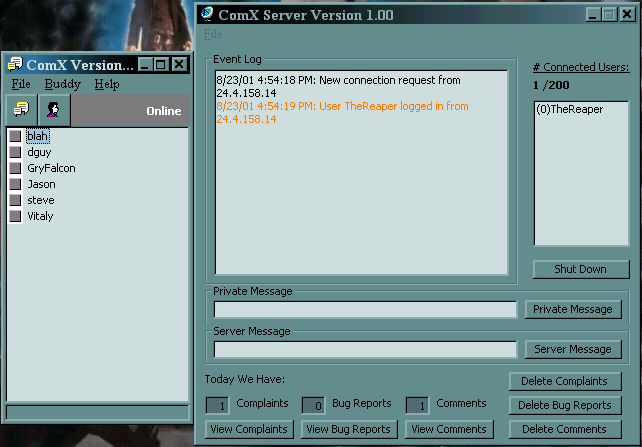 ComX Version...
File Buddy Help
Online
blah
dguy
GryFalcon
Jason
steve
Vitaly
ComX Server Version 1.00
File
Event Log
8/23/01 4:54:18 PM: New connection request from
24.4.158.14
8/23/01 4:54:19 PM: User TheReaper logged in from
24.4.158.14
# Connected Users:
1 /200
(0)TheReaper
Shut Down
Private Message
Private Message
Server Message
Server Message
Today We Have:
1 Complaints 0 Bug Reports 1 Comments
View Complaints View Bug Reports View Comments
Delete Complaints
Delete Bug Reports
Delete Comments